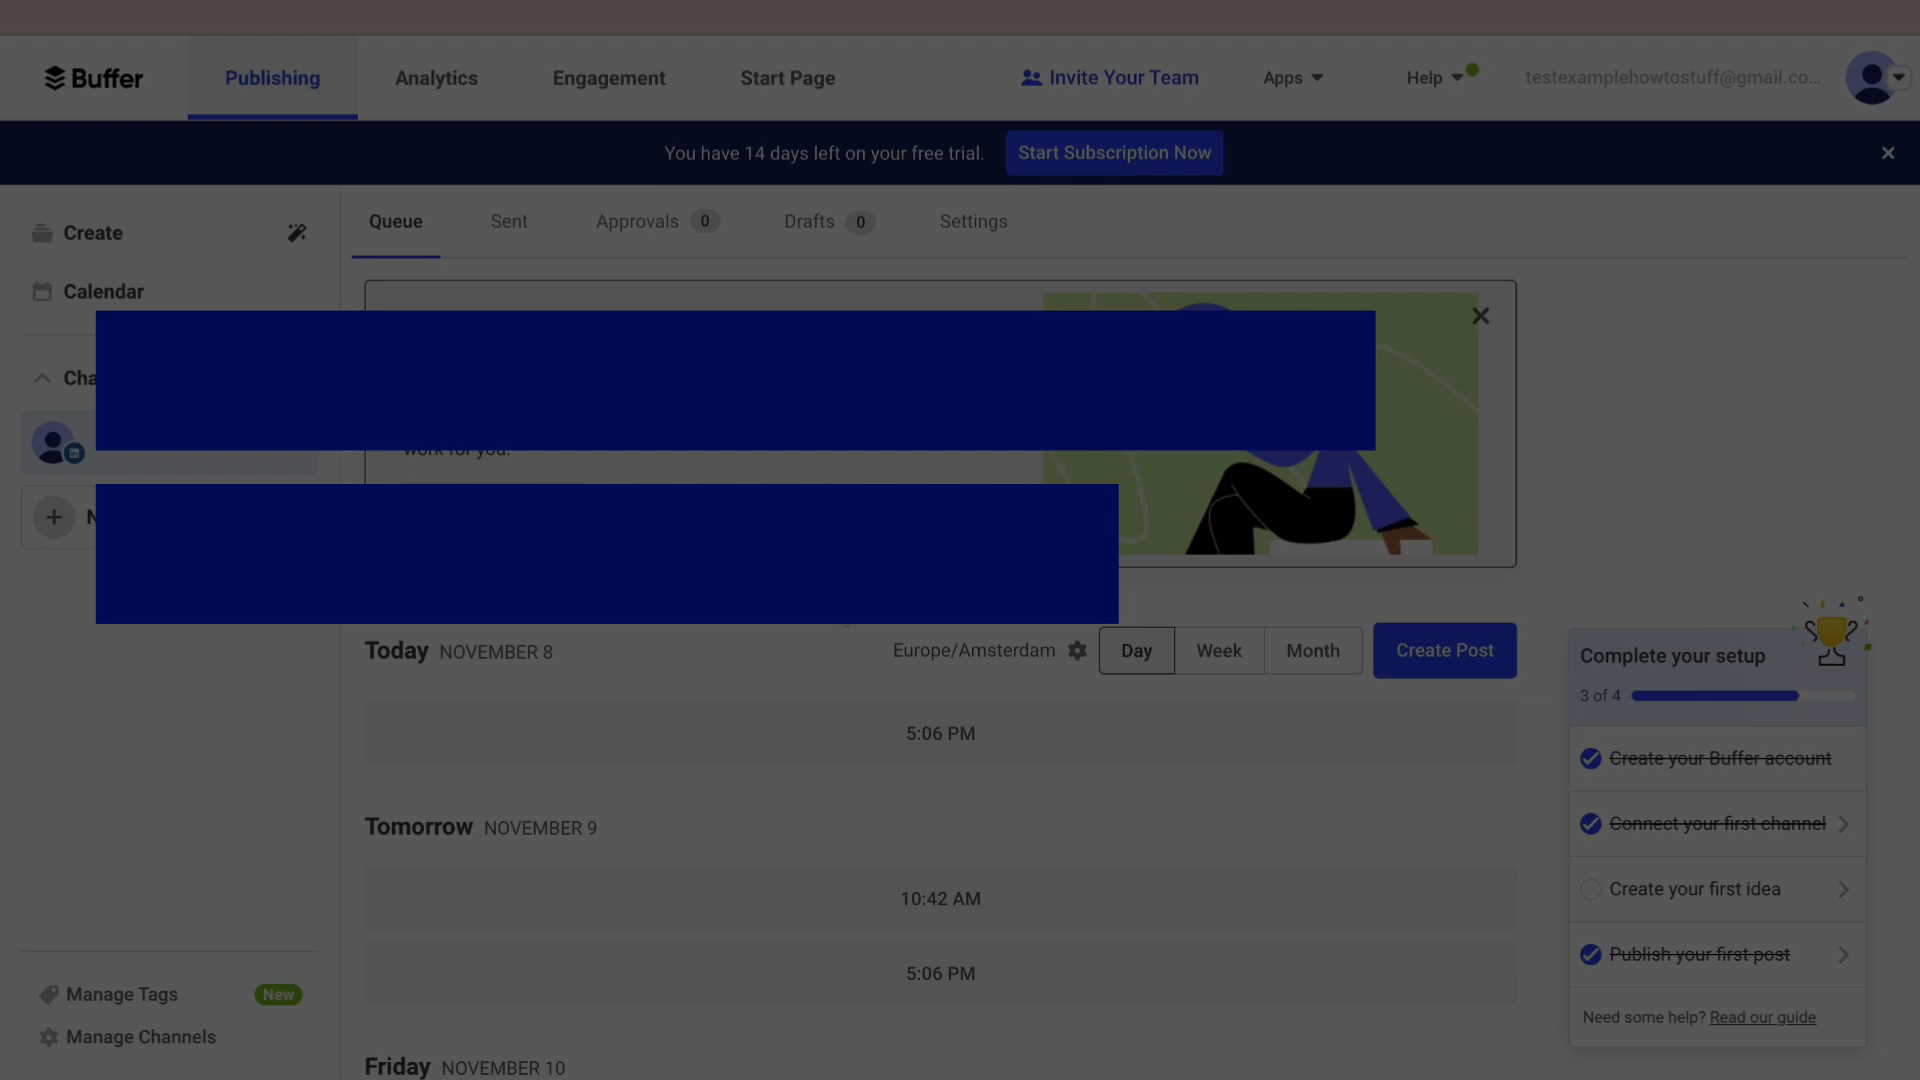 Buffer
Publishing
Analytics
Engagement
Start Page
Invite Your Team
Apps
Help
testexamplehowtostuff@gmail.co...
You have 14 days left on your free trial.
Start Subscription Now
Create
Calendar
Queue
Sent
Approvals 0
Drafts 0
Settings
work for you.
Today NOVEMBER 8
Europe/Amsterdam
Day
Week
Month
Create Post
5:06 PM
Tomorrow NOVEMBER 9
10:42 AM
5:06 PM
Friday NOVEMBER 10
Complete your setup
3 of 4
Create your Buffer account
Connect your first channel
Create your first idea
Publish your first post
Need some help? Read our guide
Manage Tags
New
Manage Channels